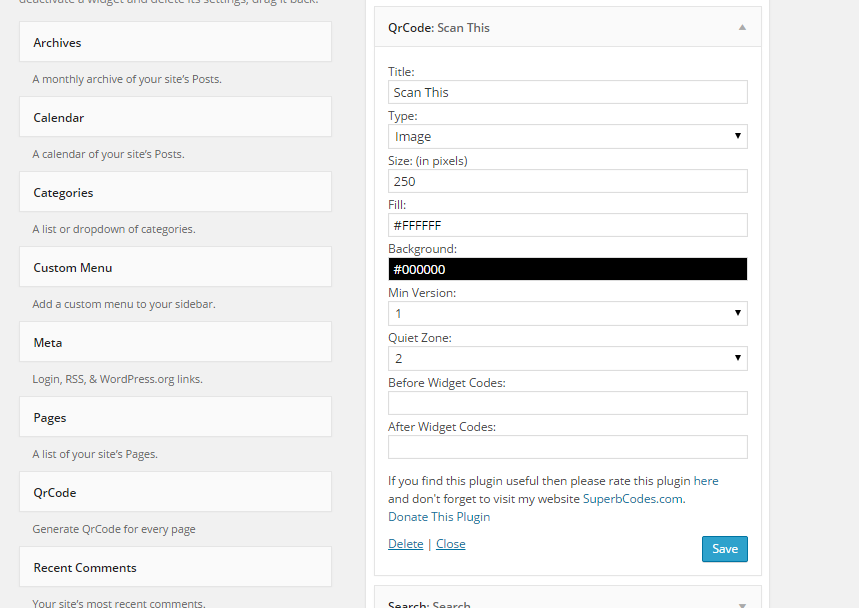 deactivate a widget and delete its settings, drag it back.
Archives
A monthly archive of your site's Posts.
Calendar
A calendar of your site's Posts.
Categories
A list or dropdown of categories.
Custom Menu
Add a custom menu to your sidebar.
Meta
Login, RSS, & WordPress.org links.
Pages
A list of your site's Pages.
QrCode
Generate QrCode for every page
Recent Comments
Your site's most recent comments.
QrCode: Scan This
Title:
Scan This
Type:
Image
Size: (in pixels)
250
Fill:
#FFFFFF
Background:
#000000
Min Version:
1
Quiet Zone:
2
Before Widget Codes:
After Widget Codes:
If you find this plugin useful then please rate this plugin here
and don't forget to visit my website SuperbCodes.com.
Donate This Plugin
Delete | Close
Save
Search: Search